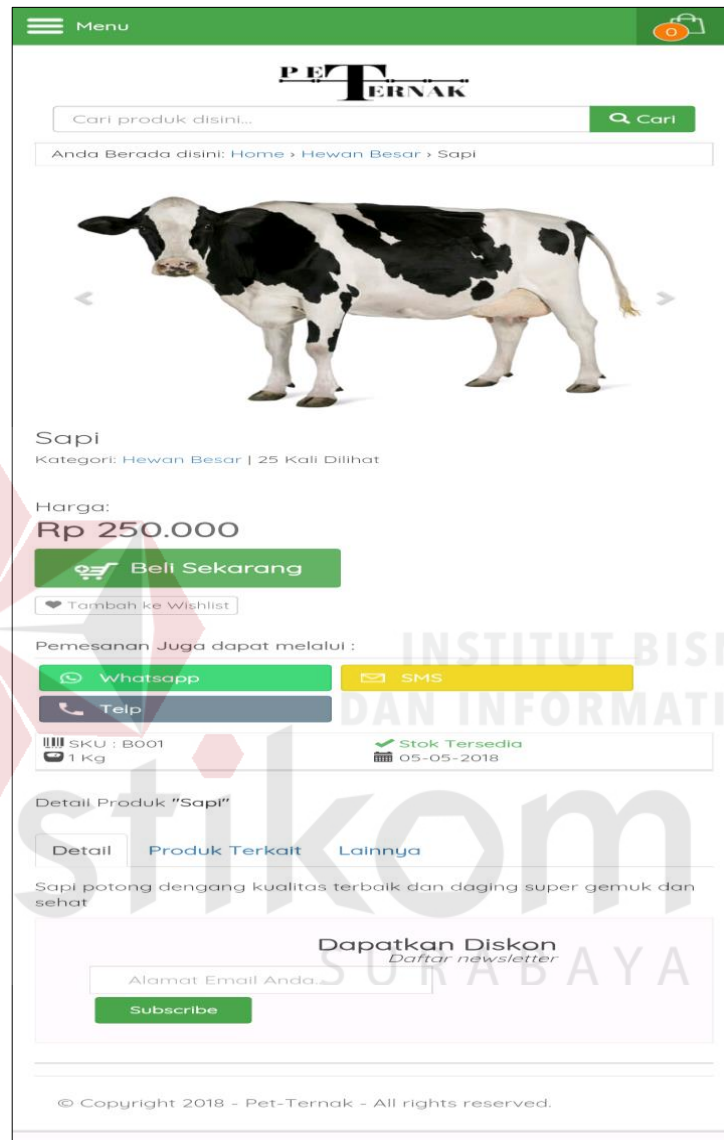 Menu
0
PET ERNAK
Cari produk disini...
Cari
Anda Berada disini: Home › Hewan Besar › Sapi
Sapi
Kategori: Hewan Besar | 25 Kali Dilihat
Harga:
Rp 250.000
Beli Sekarang
Tambah ke Wishlist
Pemesanan Juga dapat melalui :
Whatsapp
SMS
Telp
SKU : B001
Stok Tersedia
1 Kg
05-05-2018
Detail Produk "Sapi"
Detail
Produk Terkait
Lainnya
Sapi potong dengang kualitas terbaik dan daging super gemuk dan
sehat
Dapatkan Diskon
Daftar newsletter
Alamat Email Anda...
Subscribe
© Copyright 2018 - Pet-Ternak - All rights reserved.
INSTITUT BISN
DAN INFORMATI
stikom
SURABAYA